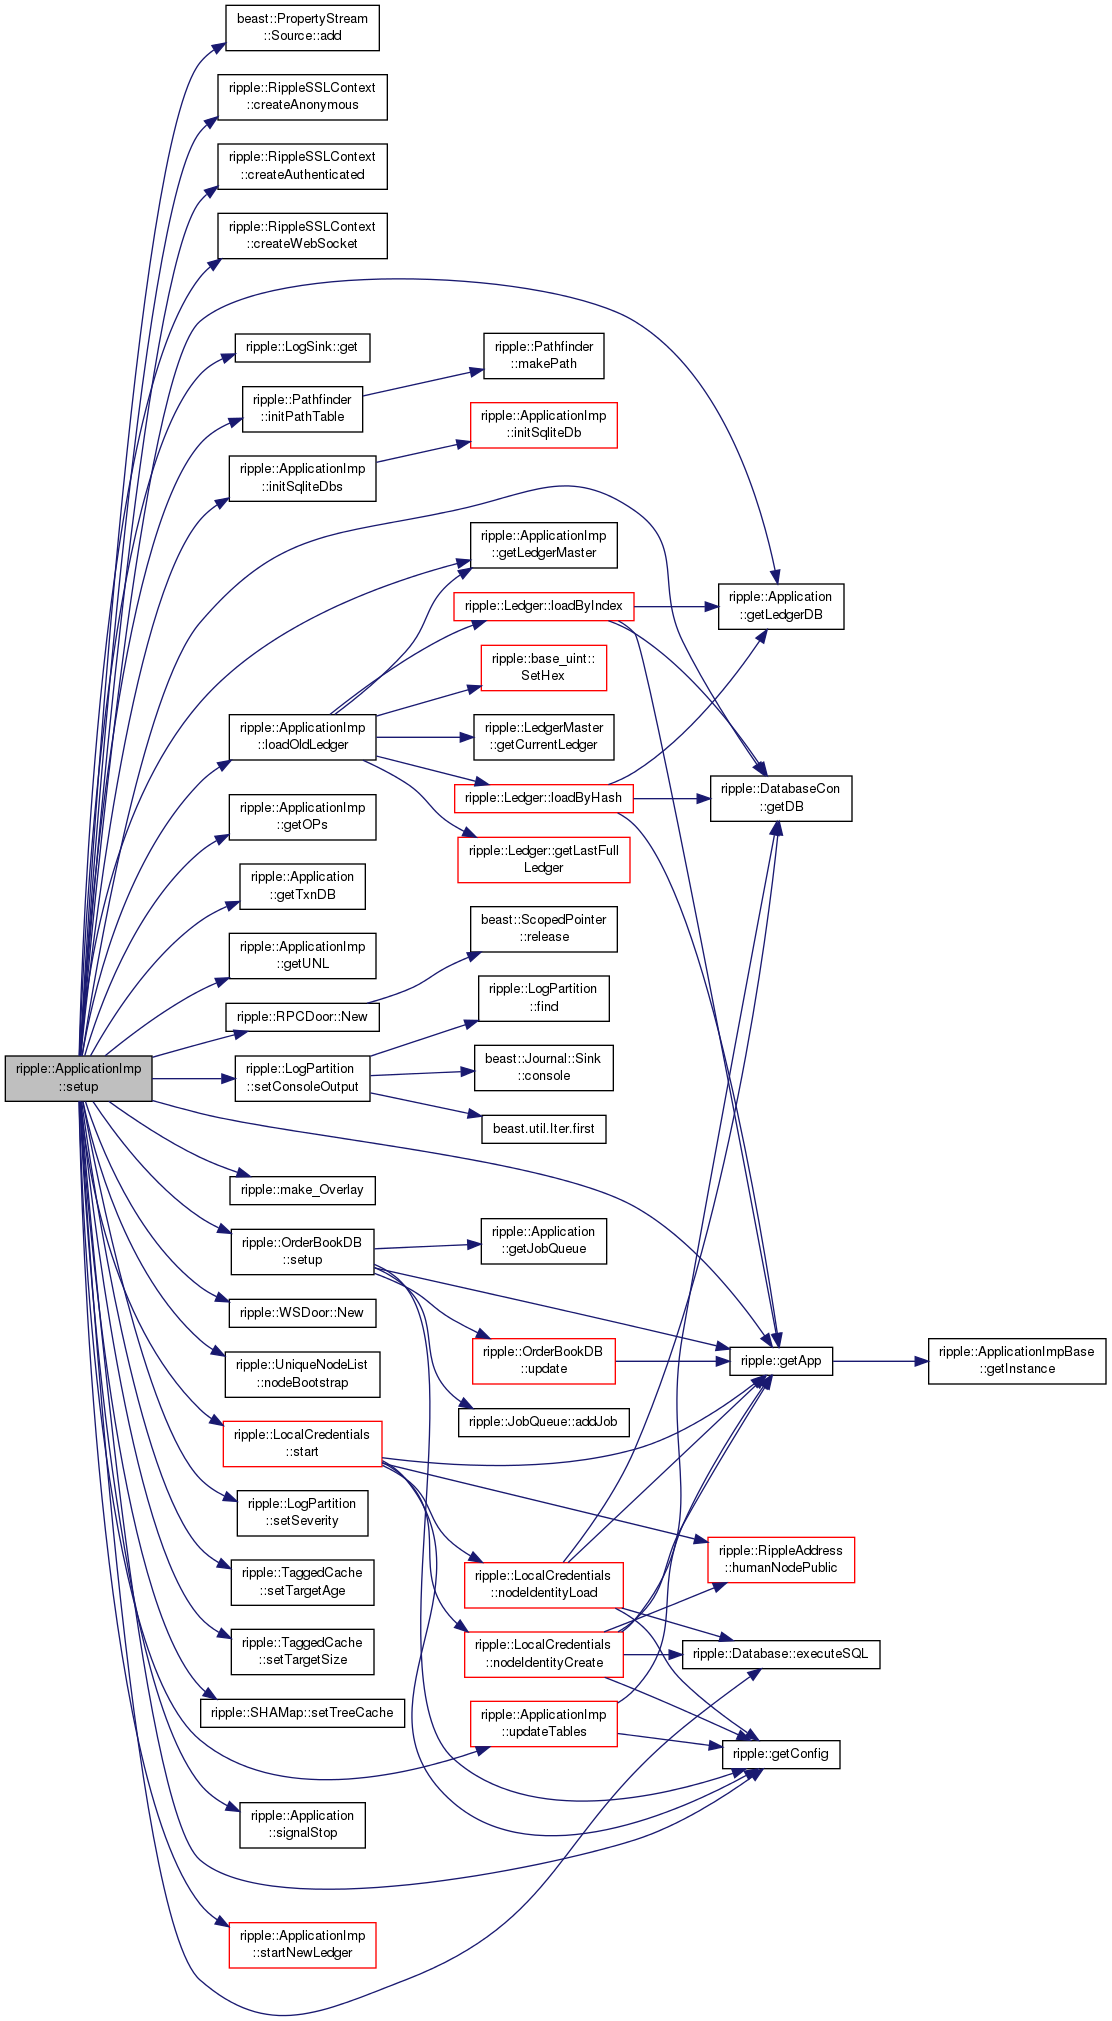 beast::PropertyStream
::Source::add
ripple::RippleSSLContext
::createAnonymous
ripple::RippleSSLContext
::createAuthenticated
ripple::RippleSSLContext
::createWebSocket
ripple::LogSink::get
ripple::Pathfinder
::initPathTable
ripple::Pathfinder
::makePath
ripple::ApplicationImp
::initSqliteDbs
ripple::ApplicationImp
::initSqliteDb
ripple::ApplicationImp
::getLedgerMaster
ripple::Ledger::loadByIndex
ripple::Application
::getLedgerDB
ripple::base_uint::
SetHex
ripple::ApplicationImp
::loadOldLedger
ripple::LedgerMaster
::getCurrentLedger
ripple::Ledger::loadByHash
ripple::DatabaseCon
::getDB
ripple::ApplicationImp
::getOPs
ripple::Ledger::getLastFull
Ledger
ripple::Application
::getTxnDB
ripple::ApplicationImp
::getUNL
beast::ScopedPointer
::release
ripple::RPCDoor::New
ripple::LogPartition
::find
ripple::ApplicationImp
::setup
ripple::LogPartition
::setConsoleOutput
beast::Journal::Sink
::console
beast.util.Iter.first
ripple::make_Overlay
ripple::OrderBookDB
::setup
ripple::Application
::getJobQueue
ripple::WSDoor::New
ripple::OrderBookDB
::update
ripple::getApp
ripple::ApplicationImpBase
::getInstance
ripple::UniqueNodeList
::nodeBootstrap
ripple::JobQueue::addJob
ripple::LocalCredentials
::start
ripple::LogPartition
::setSeverity
ripple::RippleAddress
::humanNodePublic
ripple::TaggedCache
::setTargetAge
ripple::LocalCredentials
::nodeIdentityLoad
ripple::TaggedCache
::setTargetSize
ripple::LocalCredentials
::nodeIdentityCreate
ripple::Database::executeSQL
ripple::SHAMap::setTreeCache
ripple::ApplicationImp
::updateTables
ripple::getConfig
ripple::Application
::signalStop
ripple::ApplicationImp
::startNewLedger